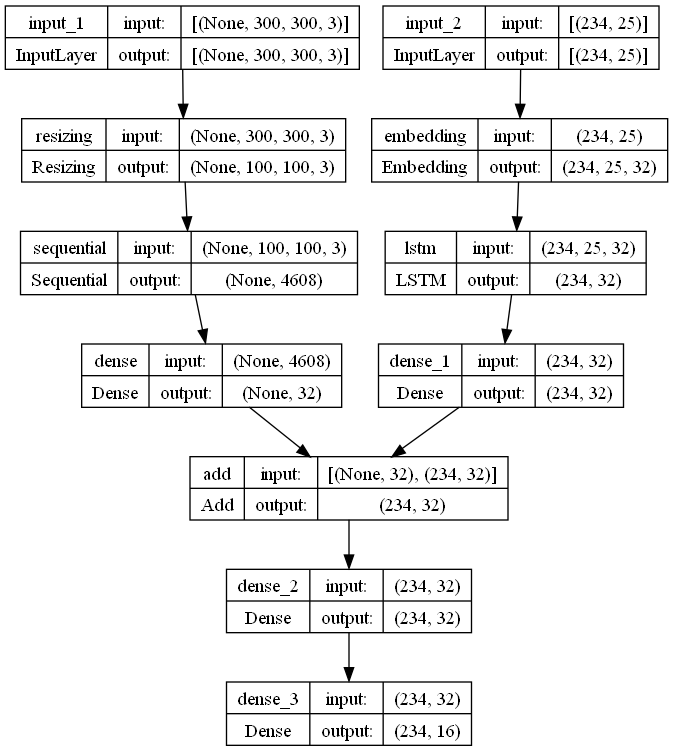 input_1 input: [(None, 300, 300, 3)]
InputLayer output: [(None, 300, 300, 3)]
input_2 input: [(234, 25)]
InputLayer output: [(234, 25)]
resizing input: (None, 300, 300, 3)
Resizing output: (None, 100, 100, 3)
embedding input: (234, 25)
Embedding output: (234, 25, 32)
sequential input: (None, 100, 100, 3)
Sequential output: (None, 4608)
lstm input: (234, 25, 32)
LSTM output: (234, 32)
dense input: (None, 4608)
Dense output: (None, 32)
dense_1 input: (234, 32)
Dense output: (234, 32)
add input: [(None, 32), (234, 32)]
Add output: (234, 32)
dense_2 input: (234, 32)
Dense output: (234, 32)
dense_3 input: (234, 32)
Dense output: (234, 16)